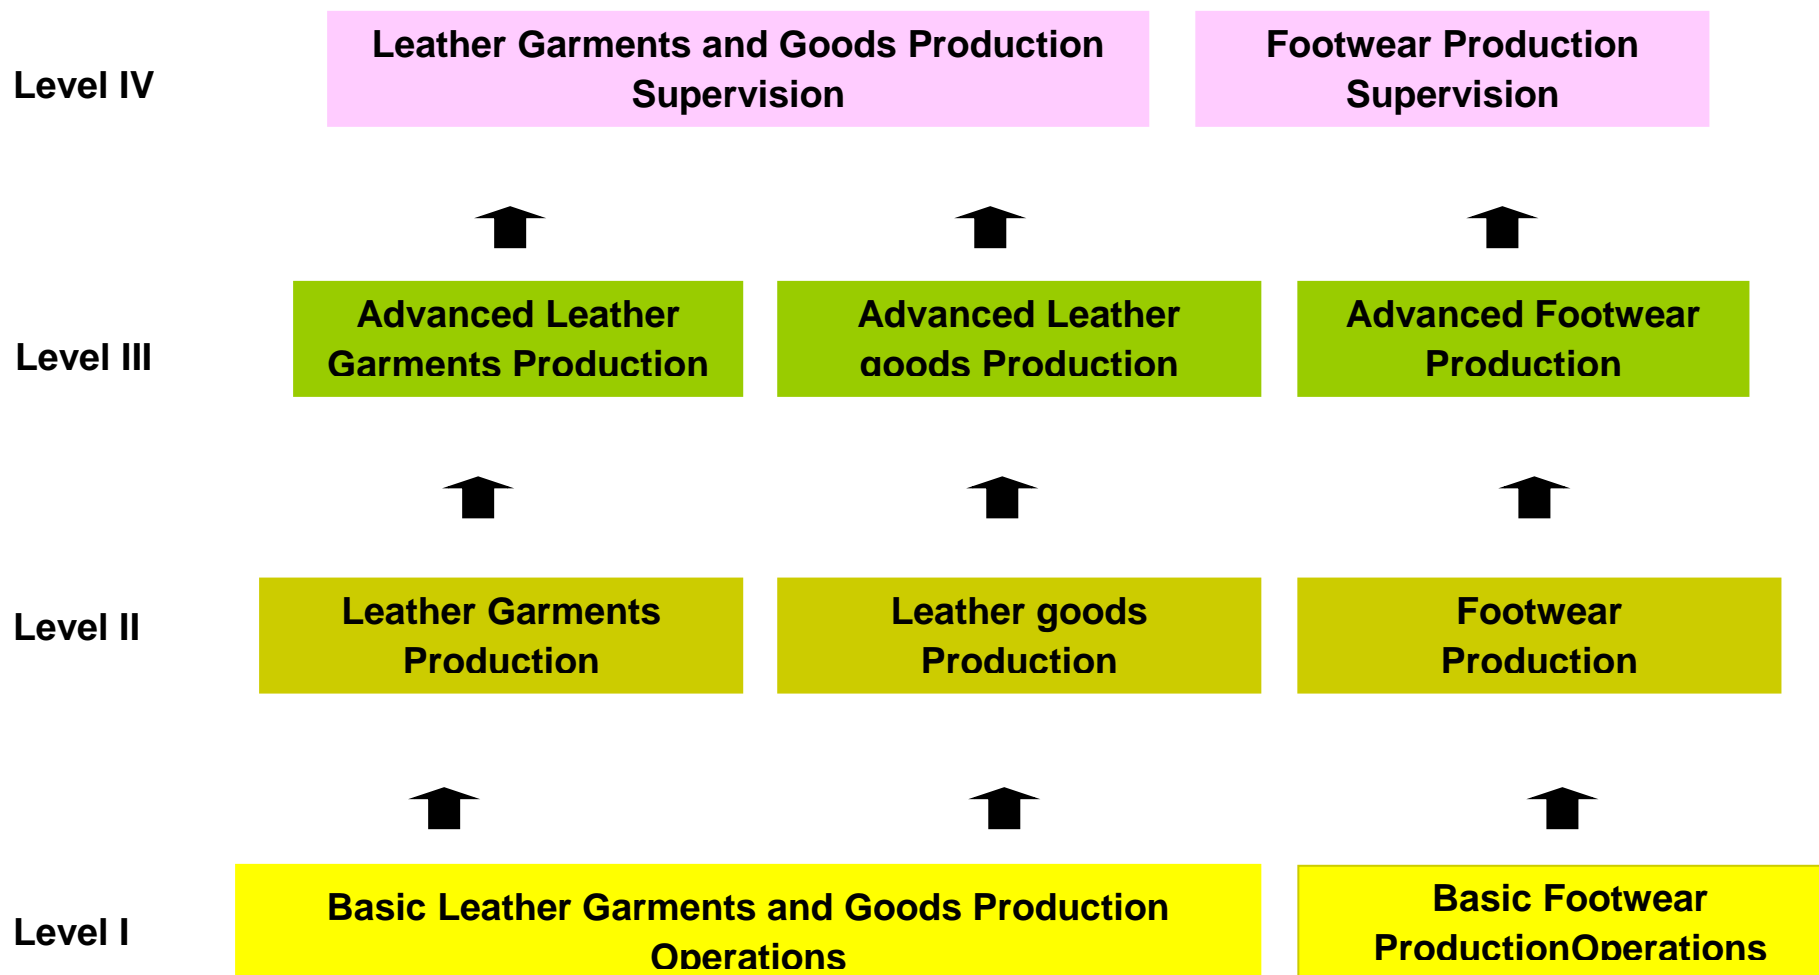 Leather Garments and Goods Production
Supervision
Footwear Production
Supervision
Level IV
Advanced Leather
Garments Production
Advanced Leather
goods Production
Advanced Footwear
Production
Level III
Leather Garments
Production
Leather goods
Production
Footwear
Production
Level II
Basic Leather Garments and Goods Production
Operations
Basic Footwear
ProductionOperations
Level I